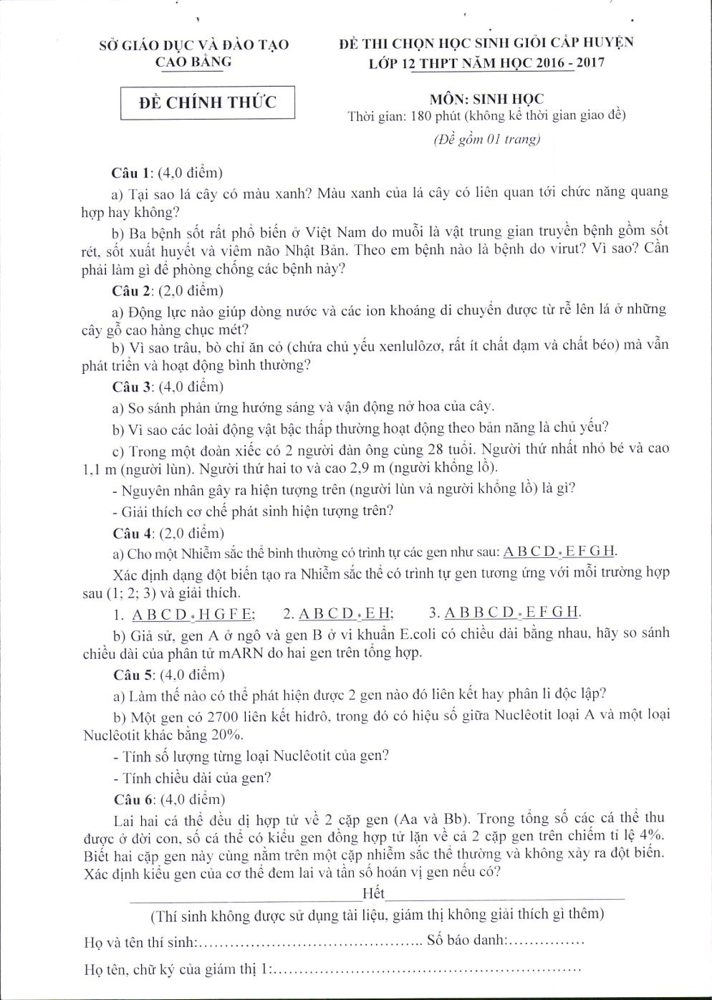 SỞ GIÁO DỤC VÀ ĐÀO TẠO
CAO BẰNG
ĐỀ CHÍNH THỨC
ĐỀ THI CHỌN HỌC SINH GIỎI CẤP HUYỆN
LỚP 12 THPT NĂM HỌC 2016 - 2017
MÔN: SINH HỌC
Thời gian: 180 phút (không kể thời gian giao đề)
(Đề gồm 01 trang)
Câu 1: (4,0 điểm)
a) Tại sao lá cây có màu xanh? Màu xanh của lá cây có liên quan tới chức năng quang
hợp hay không?
b) Ba bệnh sốt rất phổ biến ở Việt Nam do muỗi là vật trung gian truyền bệnh gồm sốt
rét, sốt xuất huyết và viêm não Nhật Bản. Theo em bệnh nào là bệnh do virut? Vì sao? Cần
phải làm gì để phòng chống các bệnh này?
Câu 2: (2,0 điểm)
a) Động lực nào giúp dòng nước và các ion khoáng di chuyển được từ rễ lên lá ở những
cây gỗ cao hàng chục mét?
b) Vì sao trâu, bò chỉ ăn cỏ (chứa chủ yếu xenlulôzơ, rất ít chất đạm và chất béo) mà vẫn
phát triển và hoạt động bình thường?
Câu 3: (4,0 điểm)
a) So sánh phản ứng hướng sáng và vận động nở hoa của cây.
b) Vì sao các loài động vật bậc thấp thường hoạt động theo bản năng là chủ yếu?
c) Trong một đoàn xiếc có 2 người đàn ông cùng 28 tuổi. Người thứ nhất nhỏ bé và cao
1,1 m (người lùn). Người thứ hai to và cao 2,9 m (người khổng lồ).
- Nguyên nhân gây ra hiện tượng trên (người lùn và người khổng lồ) là gì?
- Giải thích cơ chế phát sinh hiện tượng trên?
Câu 4: (2,0 điểm)
a) Cho một Nhiễm sắc thể bình thường có trình tự các gen như sau: A B C D * E F G H.
Xác định dạng đột biến tạo ra Nhiễm sắc thể có trình tự gen tương ứng với mỗi trường hợp
sau (1; 2; 3) và giải thích.
1. A B C D * H G F E; 2. A B C D * E H; 3. A B B C D * E F G H.
b) Giả sử, gen A ở ngô và gen B ở vi khuẩn E.coli có chiều dài bằng nhau, hãy so sánh
chiều dài của phân tử mARN do hai gen trên tổng hợp.
Câu 5: (4,0 điểm)
a) Làm thế nào có thể phát hiện được 2 gen nào đó liên kết hay phân li độc lập?
b) Một gen có 2700 liên kết hiđrô, trong đó có hiệu số giữa Nuclêotit loại A và một loại
Nuclêotit khác bằng 20%.
- Tính số lượng từng loại Nuclêotit của gen?
- Tính chiều dài của gen?
Câu 6: (4,0 điểm)
Lai hai cá thể đều dị hợp tử về 2 cặp gen (Aa và Bb). Trong tổng số các cá thể thu
được ở đời con, số cá thể có kiểu gen đồng hợp tử lặn về cả 2 cặp gen trên chiếm tỉ lệ 4%.
Biết hai cặp gen này cùng nằm trên một cặp nhiễm sắc thể thường và không xảy ra đột biến.
Xác định kiểu gen của cơ thể đem lai và tần số hoán vị gen nếu có?
Hết
(Thí sinh không được sử dụng tài liệu, giám thị không giải thích gì thêm)
Họ và tên thí sinh:............................................. Số báo danh:...............
Họ tên, chữ ký của giám thị 1:..............................................................